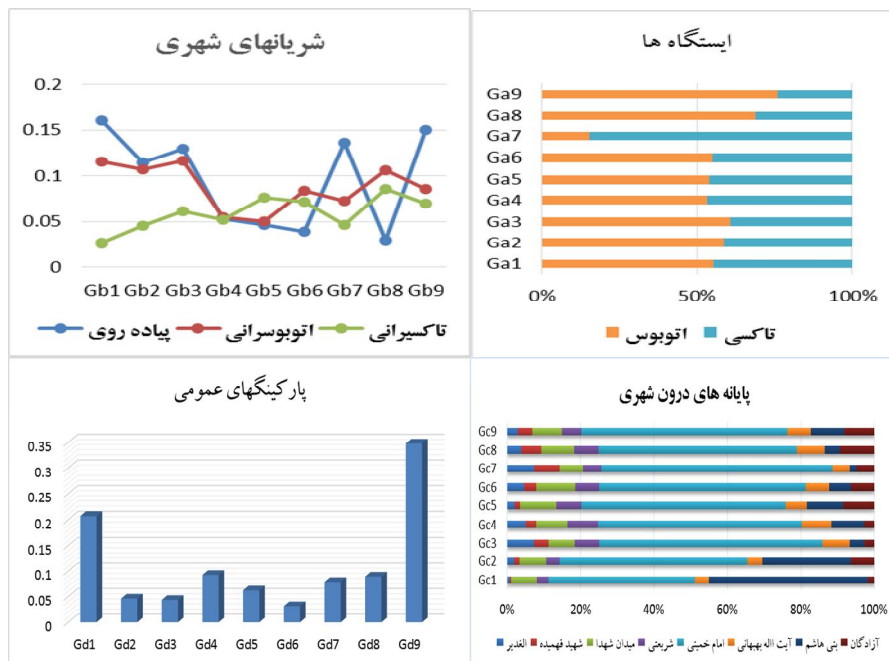 شریانهای شهری
0.2
0.15
0.1
0.05
0
Gb1 Gb2 Gb3 Gb4 Gb5 Gb6 Gb7 Gb8 Gb9
پیاده روی اتوبوسرانی تاکسیرانی
ایستگاه ها
Ga9
Ga8
Ga7
Ga6
Ga5
Ga4
Ga3
Ga2
Ga1
0% 50% 100%
اتوبوس تاکسی
پارکینگهای عمومی
0.35
0.3
0.25
0.2
0.15
0.1
0.05
0
Gd1 Gd2 Gd3 Gd4 Gd5 Gd6 Gd7 Gd8 Gd9
پایانه های درون شهری
Gc9
Gc8
Gc7
Gc6
Gc5
Gc4
Gc3
Gc2
Gc1
0% 20% 40% 60% 80% 100%
الغدیر شهید فهمیده میدان شهدا شریعتی امام خمینی آیت االله بهبهانی بنی هاشم آزادگان